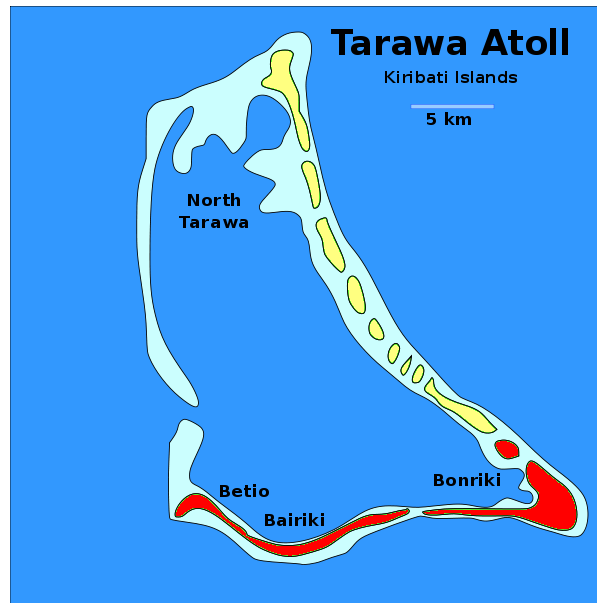 Tarawa Atoll
Kiribati Islands
5 km
North
Tarawa
Bonriki
Betio
Bairiki